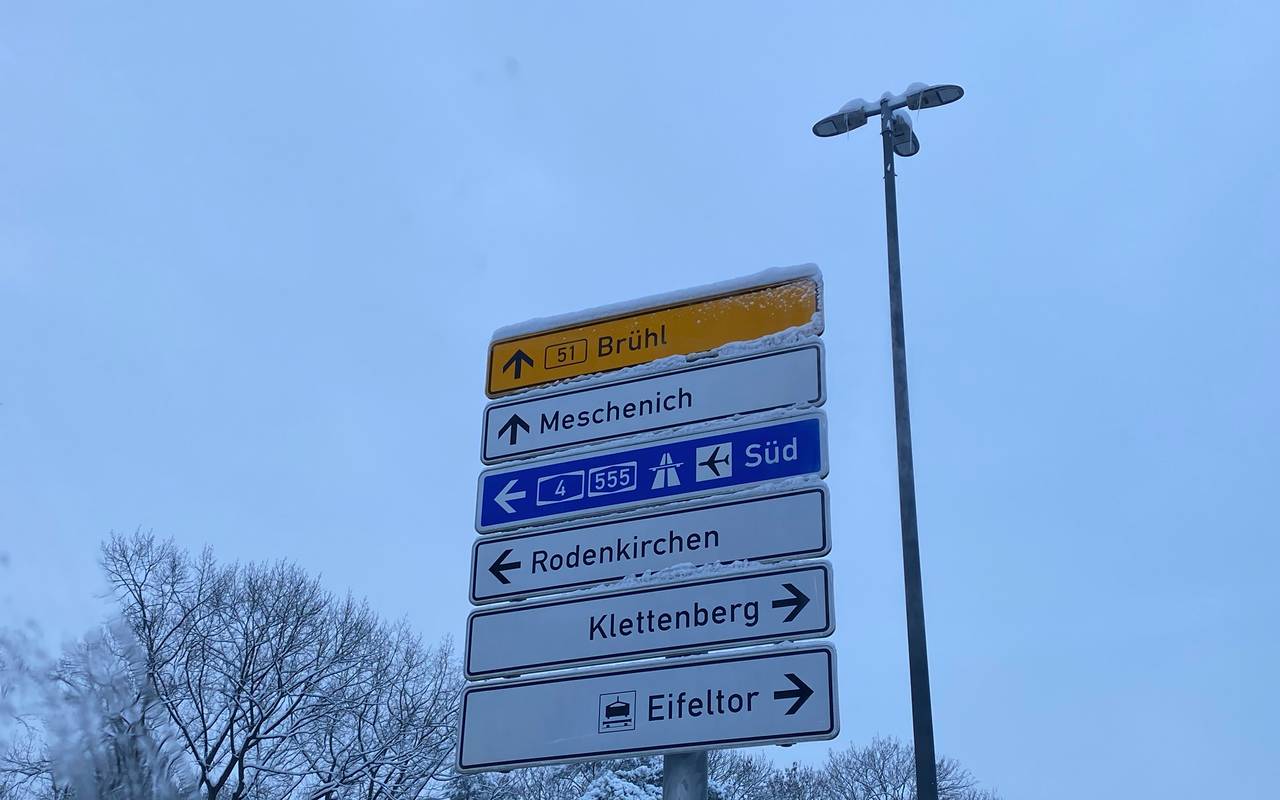 51 Brühl
Meschenich
4 555 Süd
Rodenkirchen
Klettenberg
Eifeltor